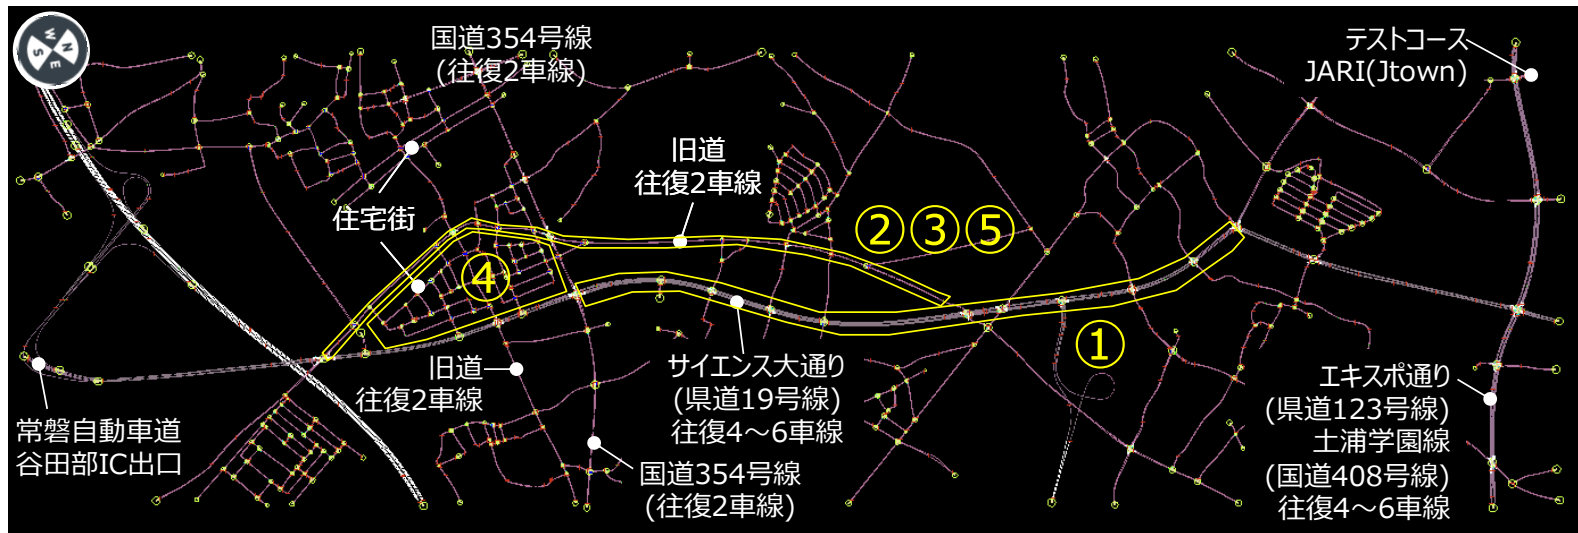 W
N
S
E
国道354号線
(往復2車線)
テストコース
JARI(Jtown)
旧道
往復2車線
住宅街
②③⑤
④
①
旧道
往復2車線
サイエンス大通り
(県道19号線)
往復4～6車線
エキスポ通り
(県道123号線)
土浦学園線
(国道408号線)
往復4～6車線
常磐自動車道
谷田部IC出口
国道354号線
(往復2車線)